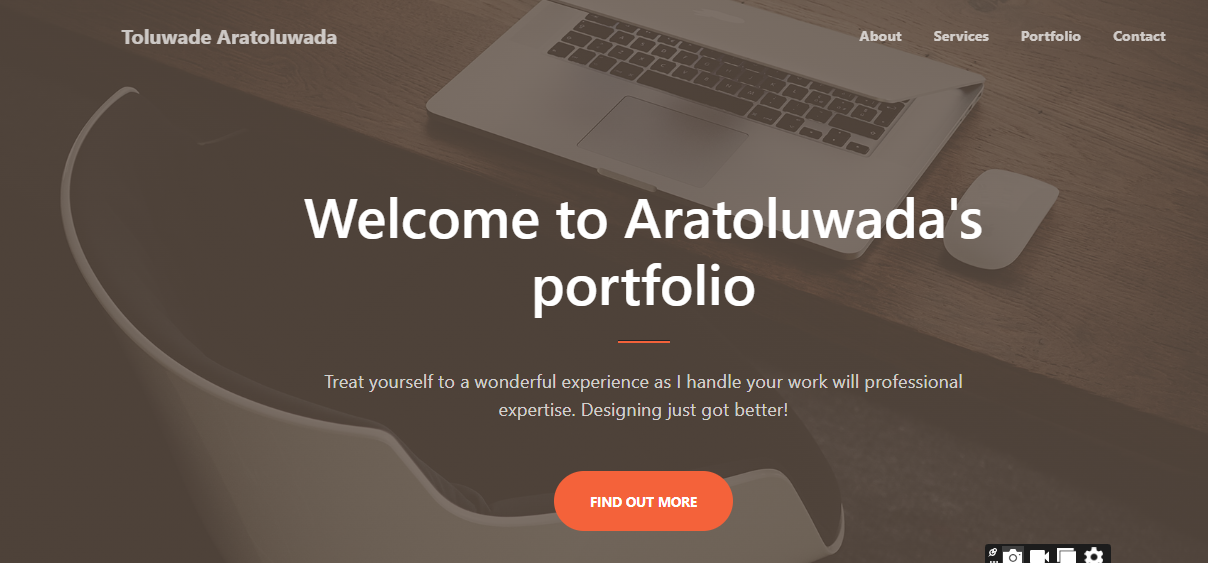 Toluwade Aratoluwada
About Services Portfolio Contact
Welcome to Aratoluwada's
portfolio
Treat yourself to a wonderful experience as I handle your work will professional
expertise. Designing just got better!
FIND OUT MORE